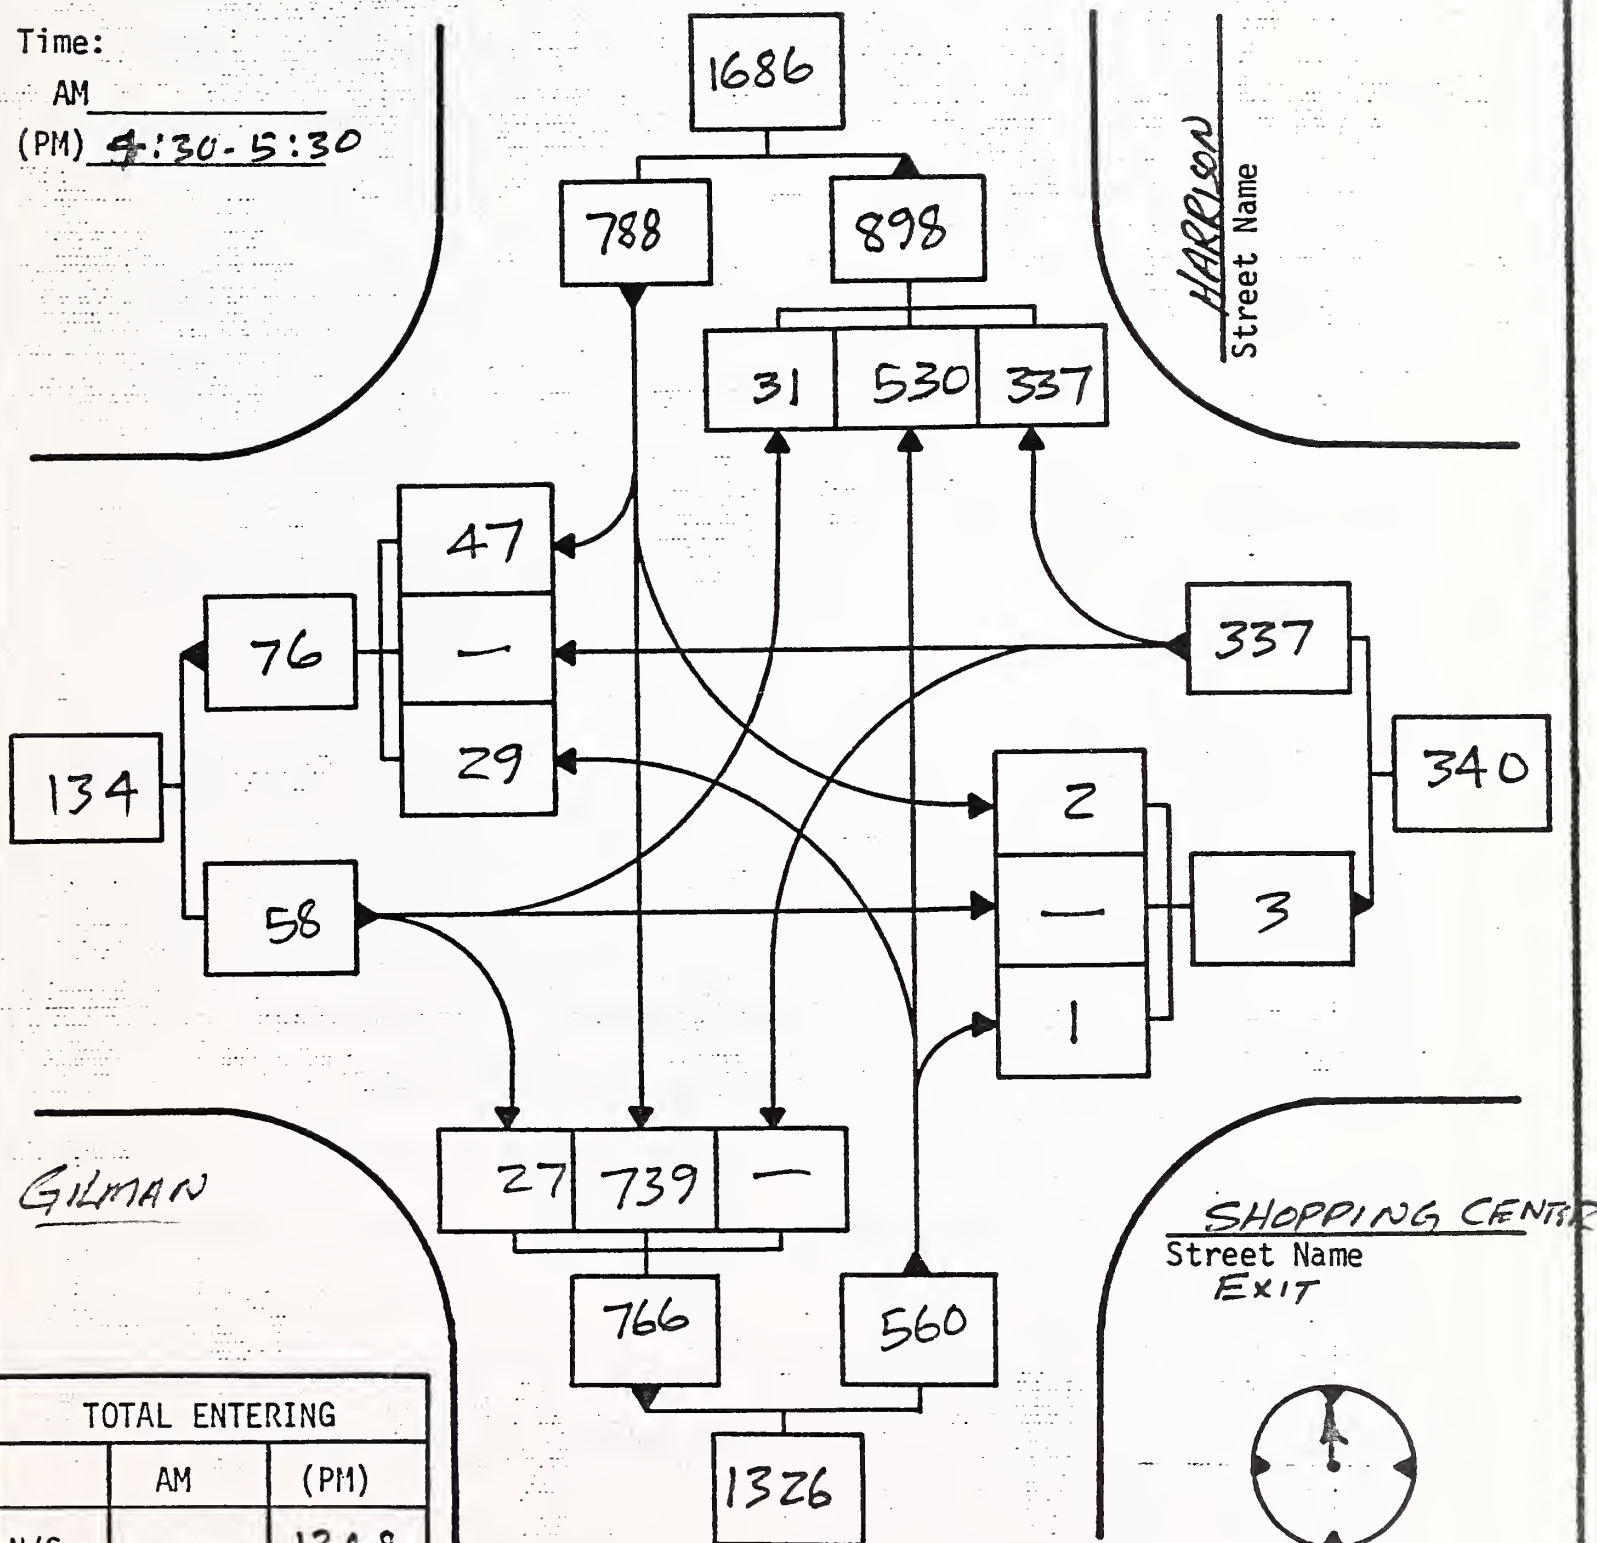 Time:
AM
(PM) 4:30-5:30
1686
HARRISON
Street Name
788
898
31
530
337
47
—
29
76
337
134
340
2
—
1
3
58
27
739
—
GILMAN
SHOPPING CENTER
Street Name
EXIT
766
560
TOTAL ENTERING
AM
(PM)
1326
N/S
1348